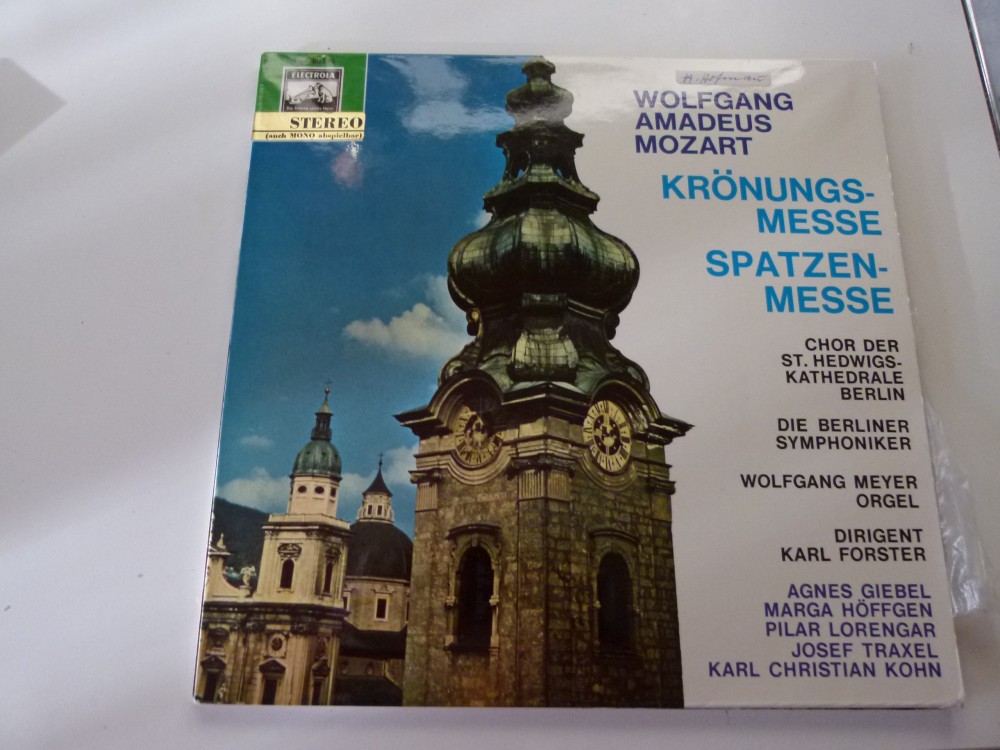 ELECTROLA
STEREO
(auch MONO abspielbar)
WOLFGANG
AMADEUS
MOZART
KRÖNUNGS-
MESSE
SPATZEN-
MESSE
CHOR DER
ST. HEDWIGS-
KATHEDRALE
BERLIN
DIE BERLINER
SYMPHONIKER
WOLFGANG MEYER
ORGEL
DIRIGENT
KARL FORSTER
AGNES GIEBEL
MARGA HÖFFGEN
PILAR LORENGAR
JOSEF TRAXEL
KARL CHRISTIAN KOHN